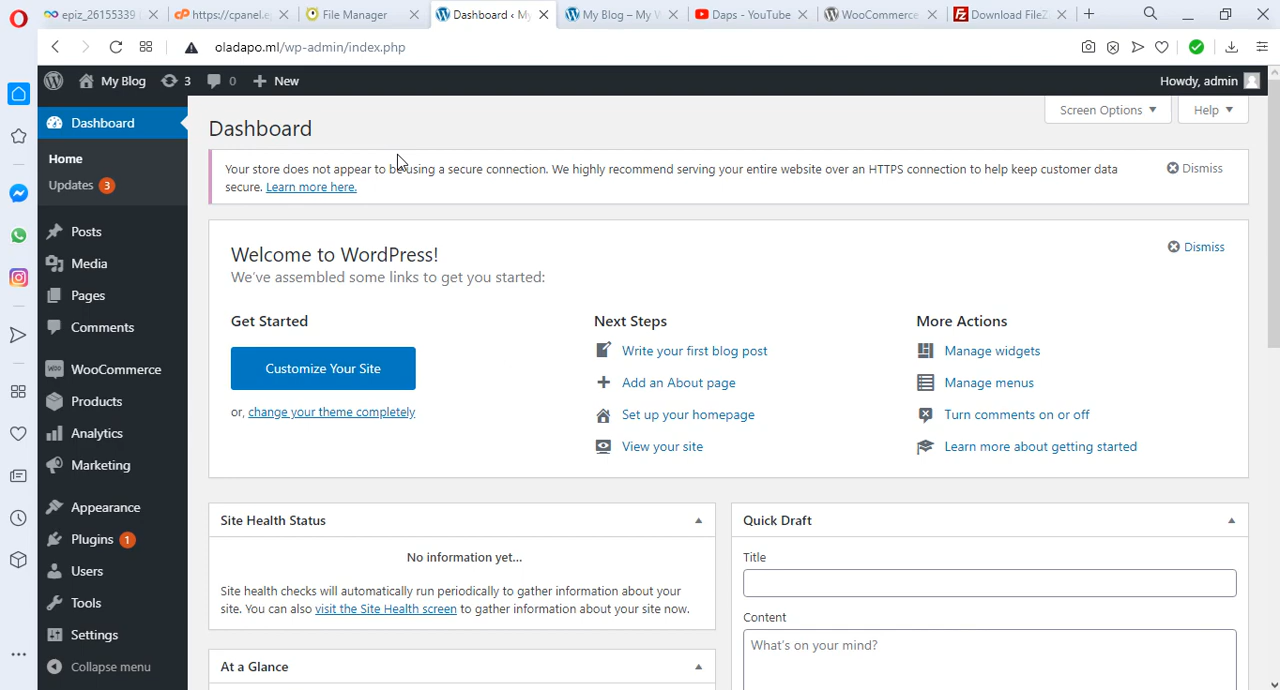 epiz_26155339
https://cpanel.e
File Manager
Dashboard ‹ My
My Blog – My W
Daps - YouTube
WooCommerce
Download FileZ
oladapo.ml/wp-admin/index.php
My Blog
3
0
New
Howdy, admin
Dashboard
Home
Updates 3
Posts
Media
Pages
Comments
WooCommerce
Products
Analytics
Marketing
Appearance
Plugins 1
Users
Tools
Settings
Collapse menu
Screen Options
Help
Dashboard
Your store does not appear to be using a secure connection. We highly recommend serving your entire website over an HTTPS connection to help keep customer data
secure. Learn more here.
Dismiss
Welcome to WordPress!
We've assembled some links to get you started:
Dismiss
Get Started
Customize Your Site
or, change your theme completely
Next Steps
Write your first blog post
Add an About page
Set up your homepage
View your site
More Actions
Manage widgets
Manage menus
Turn comments on or off
Learn more about getting started
Site Health Status
No information yet...
Site health checks will automatically run periodically to gather information about your
site. You can also visit the Site Health screen to gather information about your site now.
At a Glance
Quick Draft
Title
Content
What's on your mind?